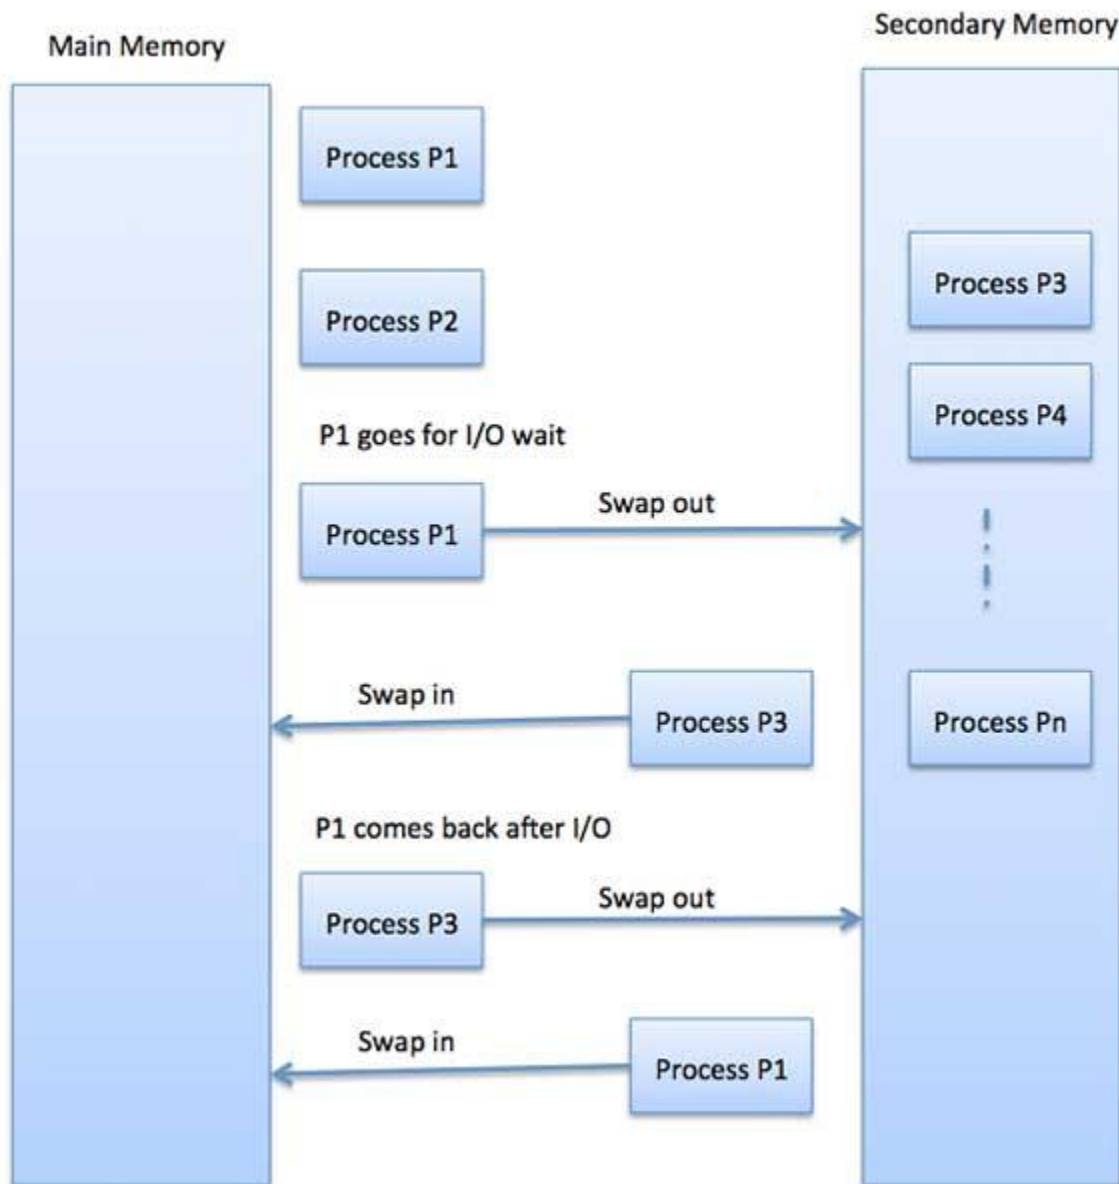 Main Memory
Secondary Memory
Process P1
Process P3
Process P2
Process P4
P1 goes for I/O wait
Process P1
Swap out
Swap in
Process P3
Process Pn
P1 comes back after I/O
Process P3
Swap out
Swap in
Process P1